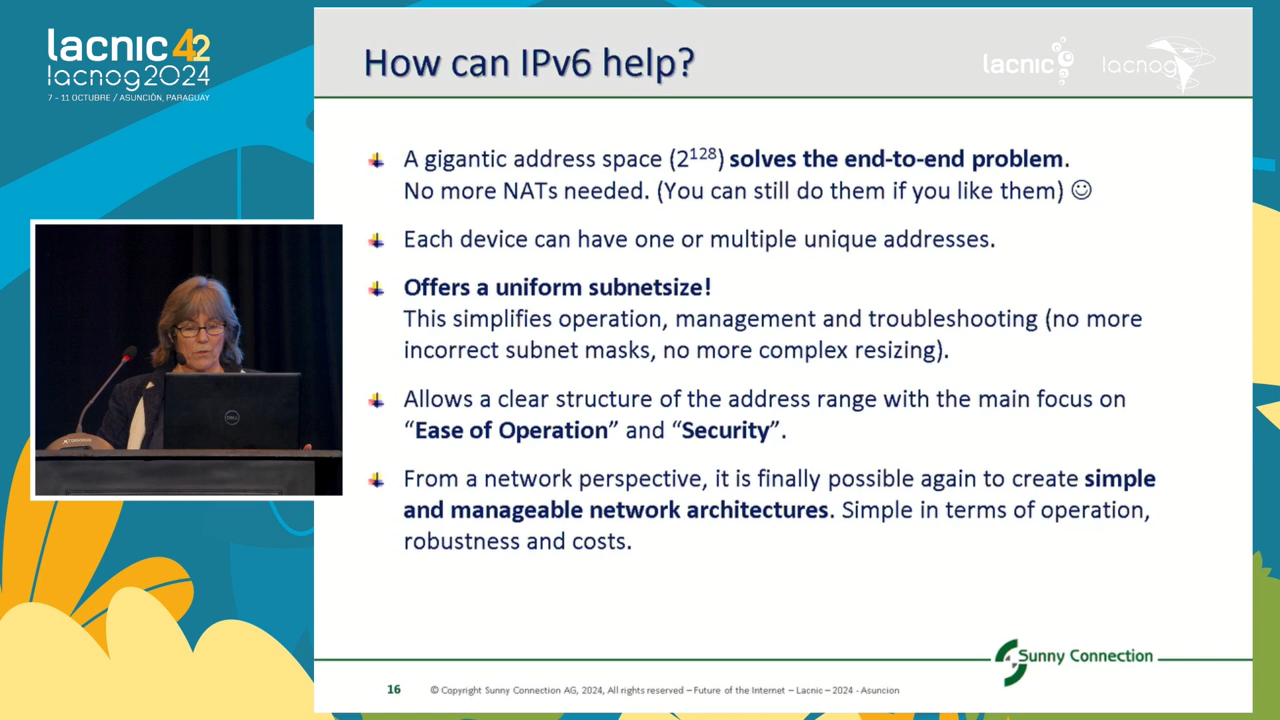 lacnic 42
lacnog2024
7 - 11 OCTUBRE / ASUNCIÓN, PARAGUAY
How can IPv6 help?
lacnic
lacnog
A gigantic address space (2¹²⁸) solves the end-to-end problem.
No more NATs needed. (You can still do them if you like them) ☺
Each device can have one or multiple unique addresses.
Offers a uniform subnetsize!
This simplifies operation, management and troubleshooting (no more
incorrect subnet masks, no more complex resizing).
Allows a clear structure of the address range with the main focus on
“Ease of Operation” and “Security”.
From a network perspective, it is finally possible again to create simple
and manageable network architectures. Simple in terms of operation,
robustness and costs.
DELL
Sunny Connection
16 © Copyright Sunny Connection AG, 2024, All rights reserved – Future of the Internet – Lacnic – 2024 - Asuncion